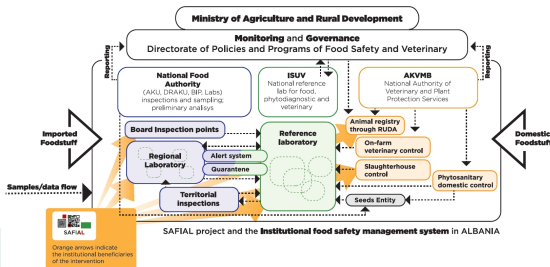 Ministry of Agriculture and Rural Development
Monitoring and Governance
Directorate of Policies and Programs of Food Safety and Veterinary
Reporting
Reporting
National Food
Authority
(AKU, DRAKU, BIP, Labs)
inspections and sampling,
preliminary analisys
ISUV
National reference
lab for food,
phytodiagnostic and
veterinary
AKVMB
National Authority of
Veterinary and Plant
Protection Services
Imported
Foodstuff
Domestic
Foodstuff
Board Inspection points
Regional
Laboratory
Alert system
Quarantene
Territorial
inspections
Reference
laboratory
Animal registry
through RUDA
On-farm
veterinary control
Slaughterhouse
control
Phytosanitary
domestic control
Seeds Entity
Samples/data flow
SAFIAL
Orange arrows indicate
the institutional beneficiaries
of the intervention
SAFIAL project and the Institutional food safety management system in ALBANIA